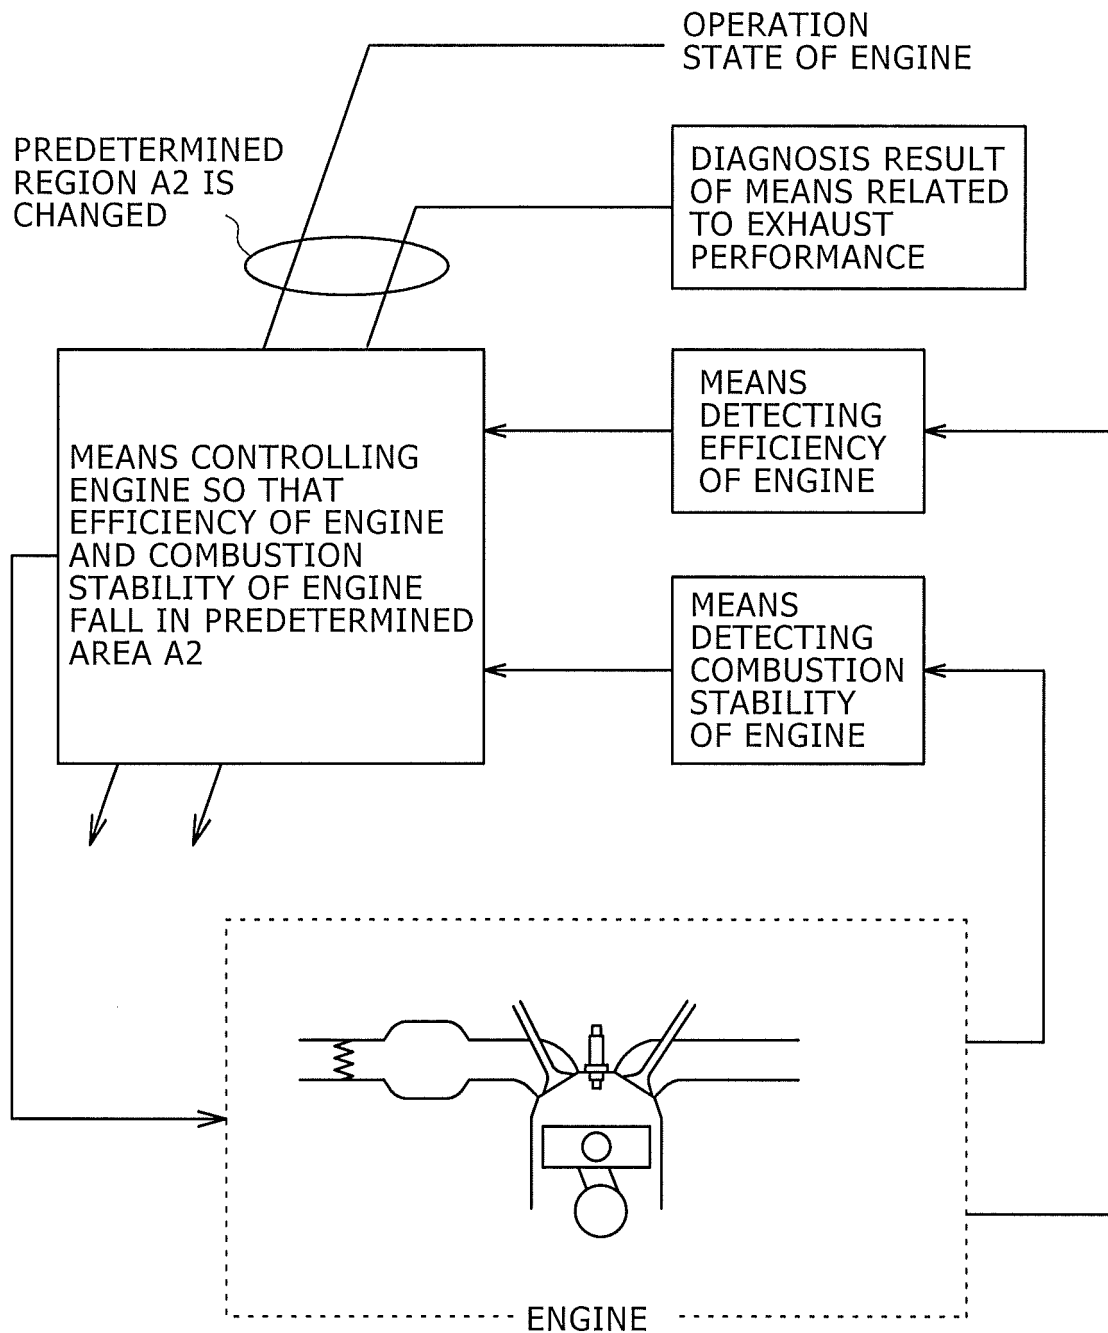 OPERATION
STATE OF ENGINE
PREDETERMINED
REGION A2 IS
CHANGED
DIAGNOSIS RESULT
OF MEANS RELATED
TO EXHAUST
PERFORMANCE
MEANS
DETECTING
EFFICIENCY
OF ENGINE
MEANS CONTROLLING
ENGINE SO THAT
EFFICIENCY OF ENGINE
AND COMBUSTION
STABILITY OF ENGINE
FALL IN PREDETERMINED
AREA A2
MEANS
DETECTING
COMBUSTION
STABILITY
OF ENGINE
ENGINE